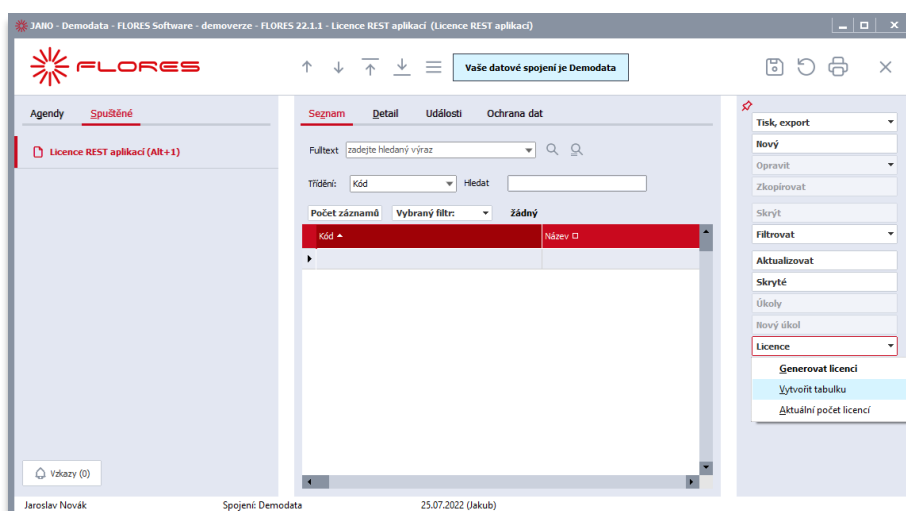 JANO - Demodata - FLORES Software - demoverze - FLORES 22.1.1 - Licence REST aplikací (Licence REST aplikací)
FLORES
Vaše datové spojení je Demodata
Agendy Spuštěné
Licence REST aplikací (Alt+1)
Seznam Detail Události Ochrana dat
Fulltext zadejte hledaný výraz
Třídění: Kód Hledat
Počet záznamů Vybraný filtr: žádný
Kód Název
Tisk, export
Nový
Opravit
Zkopírovat
Skrýt
Filtrovat
Aktualizovat
Skryté
Úkoly
Nový úkol
Licence
Generovat licenci
Vytvořit tabulku
Aktuální počet licencí
Vzkazy (0)
Jaroslav Novák Spojení: Demodata 25.07.2022 (Jakub)